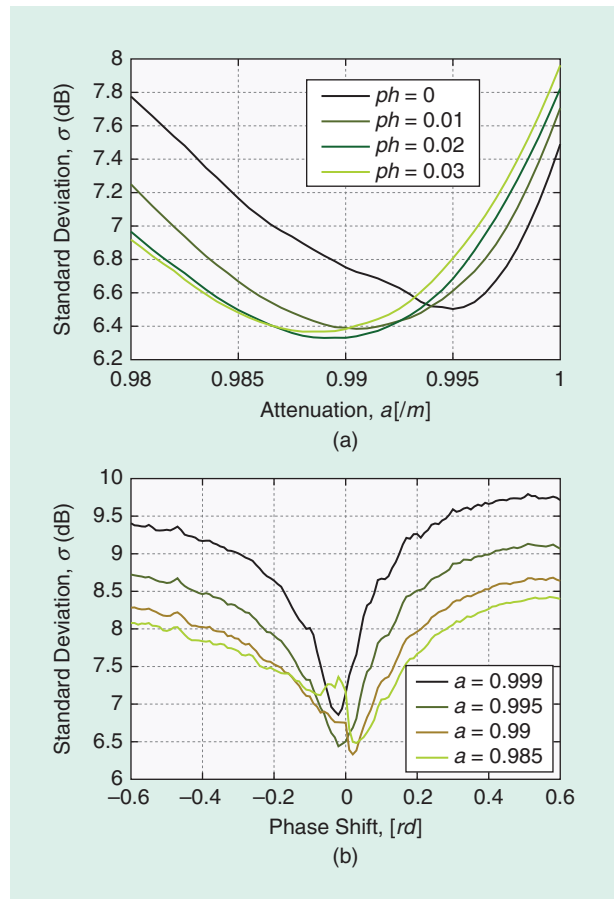 8
7.8
7.6
7.4
7.2
7
6.8
6.6
6.4
6.2
Standard Deviation, σ (dB)
ph = 0
ph = 0.01
ph = 0.02
ph = 0.03
0.98 0.985 0.99 0.995 1
Attenuation, a[/m]
(a)
10
9.5
9
8.5
8
7.5
7
6.5
6
Standard Deviation, σ (dB)
a = 0.999
a = 0.995
a = 0.99
a = 0.985
–0.6 –0.4 –0.2 0 0.2 0.4 0.6
Phase Shift, [rd]
(b)